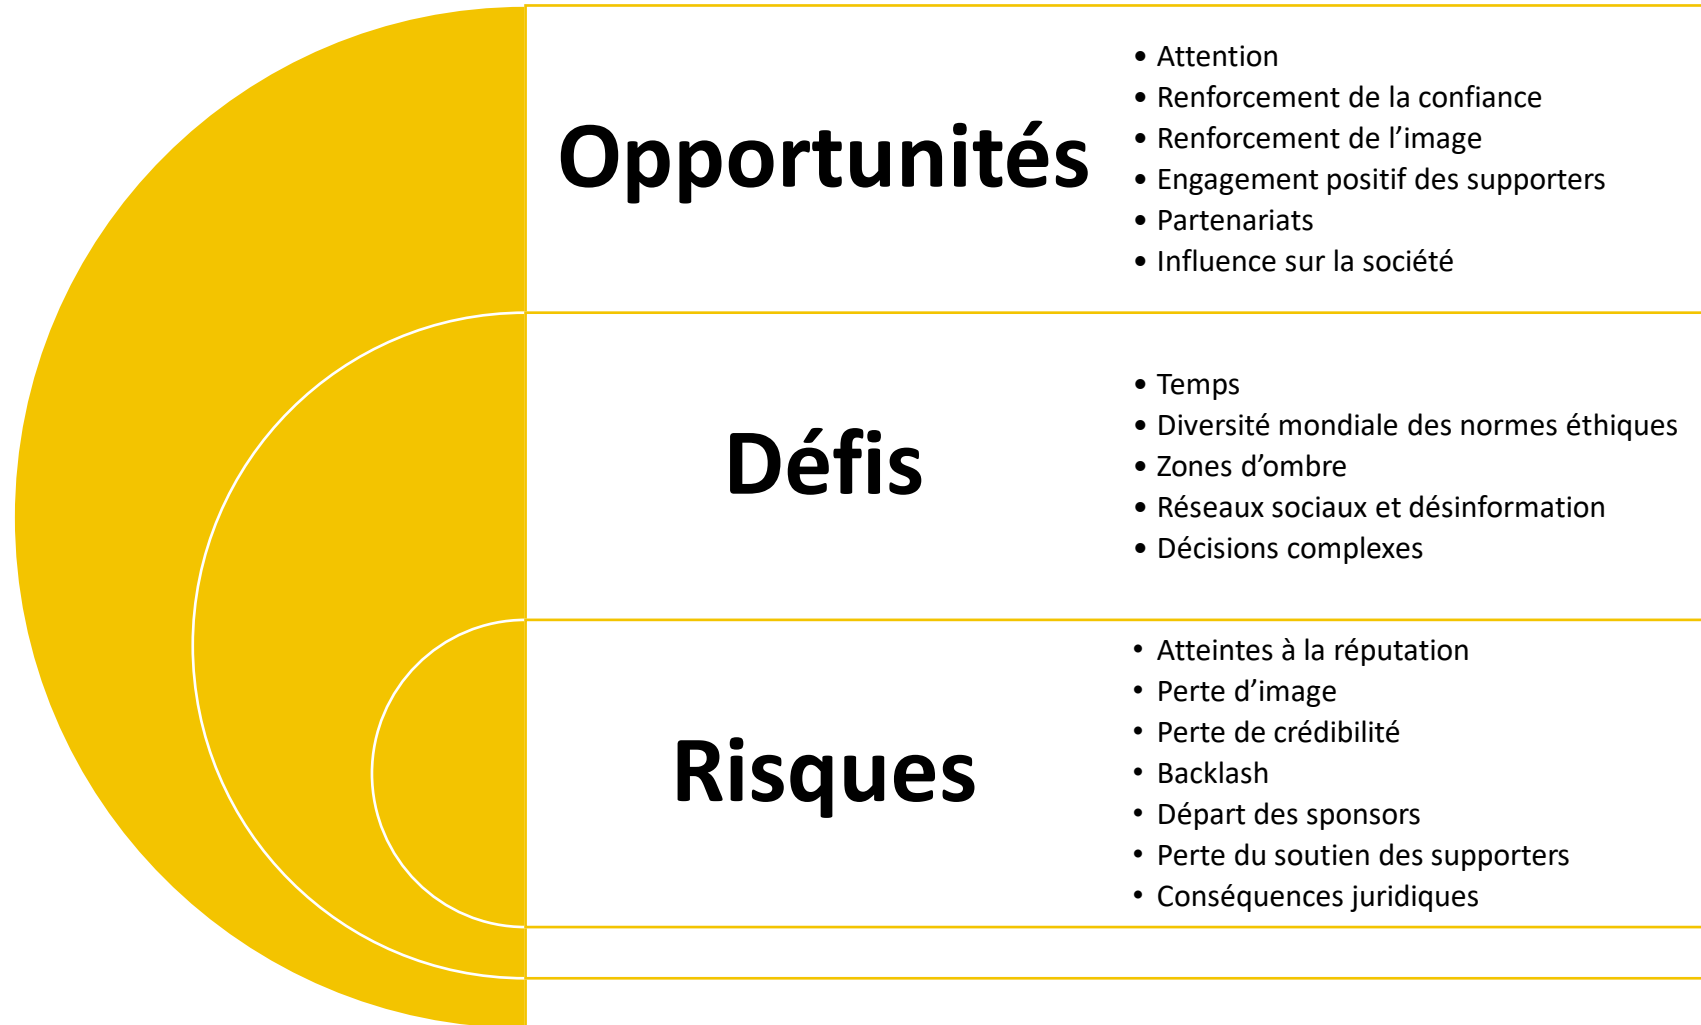 Opportunités
• Attention
• Renforcement de la confiance
• Renforcement de l’image
• Engagement positif des supporters
• Partenariats
• Influence sur la société
Défis
• Temps
• Diversité mondiale des normes éthiques
• Zones d’ombre
• Réseaux sociaux et désinformation
• Décisions complexes
Risques
• Atteintes à la réputation
• Perte d’image
• Perte de crédibilité
• Backlash
• Départ des sponsors
• Perte du soutien des supporters
• Conséquences juridiques